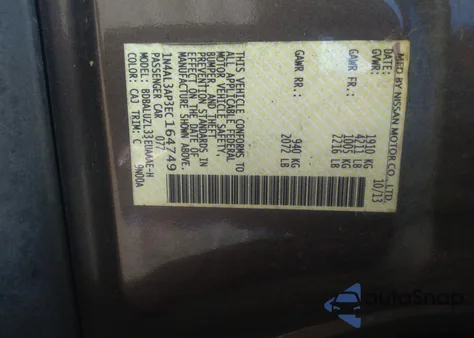 MFD BY NISSAN MOTOR CO., LTD.
DATE: 10/13
GVWR: 1910 KG
4211 LB
GAWR FR.: 1005 KG
2216 LB
GAWR RR.: 940 KG
2072 LB
THIS VEHICLE CONFORMS TO
ALL APPLICABLE FEDERAL
MOTOR VEHICLE SAFETY,
BUMPER AND THEFT
PREVENTION STANDARDS IN
EFFECT ON THE DATE OF
MANUFACTURE SHOWN ABOVE.
1N4AL3AP3EC164749
PASSENGER CAR 077
MODEL: BDBALUZL33EUAAAE-H
COLOR: CAJ TRIM: C 9N00A
autoSnap